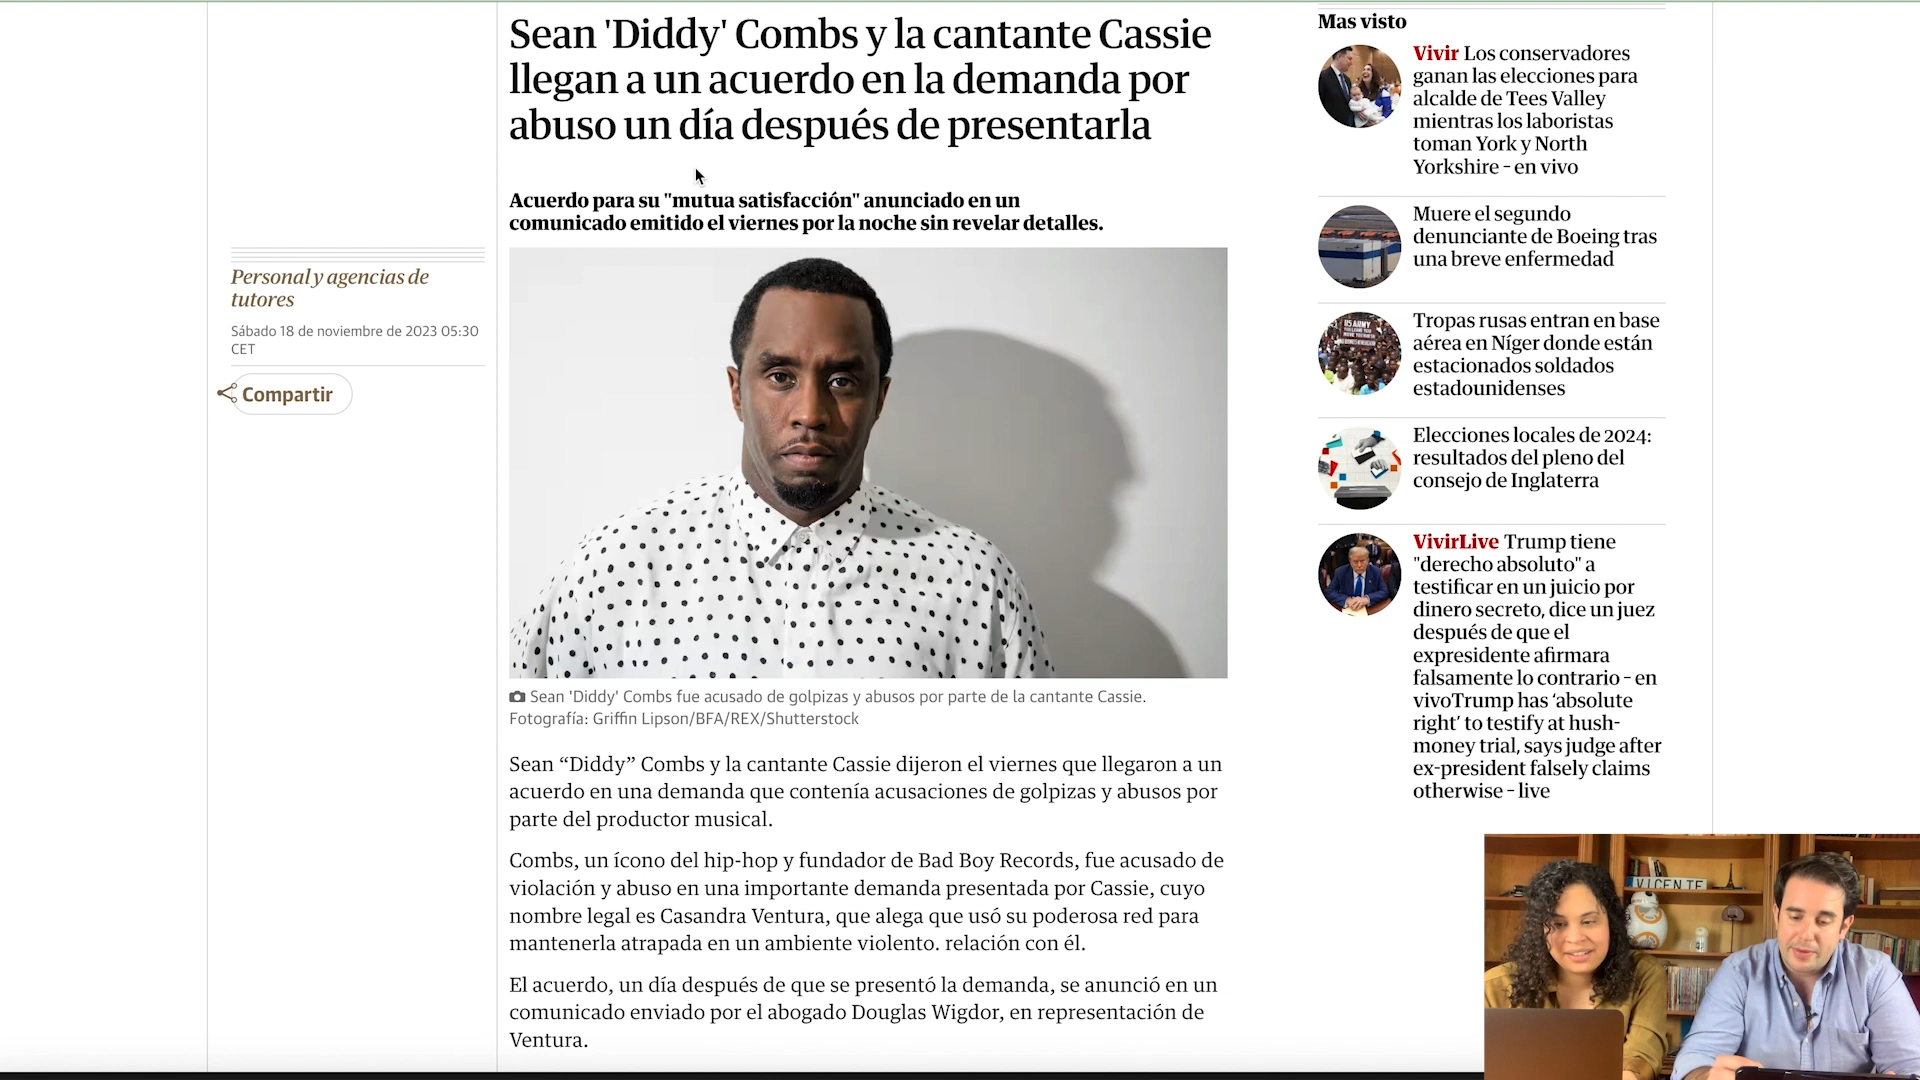 Sean 'Diddy' Combs y la cantante Cassie
llegan a un acuerdo en la demanda por
abuso un día después de presentarla
Acuerdo para su "mutua satisfacción" anunciado en un
comunicado emitido el viernes por la noche sin revelar detalles.
Personal y agencias de
tutores
Sábado 18 de noviembre de 2023 05:30
CET
Compartir
Sean 'Diddy' Combs fue acusado de golpizas y abusos por parte de la cantante Cassie.
Fotografía: Griffin Lipson/BFA/REX/Shutterstock
Sean “Diddy” Combs y la cantante Cassie dijeron el viernes que llegaron a un
acuerdo en una demanda que contenía acusaciones de golpizas y abusos por
parte del productor musical.
Combs, un ícono del hip-hop y fundador de Bad Boy Records, fue acusado de
violación y abuso en una importante demanda presentada por Cassie, cuyo
nombre legal es Casandra Ventura, que alega que usó su poderosa red para
mantenerla atrapada en un ambiente violento. relación con él.
El acuerdo, un día después de que se presentó la demanda, se anunció en un
comunicado enviado por el abogado Douglas Wigdor, en representación de
Ventura.
Mas visto
Vivir Los conservadores
ganan las elecciones para
alcalde de Tees Valley
mientras los laboristas
toman York y North
Yorkshire – en vivo
Muere el segundo
denunciante de Boeing tras
una breve enfermedad
Tropas rusas entran en base
aérea en Níger donde están
estacionados soldados
estadounidenses
Elecciones locales de 2024:
resultados del pleno del
consejo de Inglaterra
VivirLive Trump tiene
"derecho absoluto" a
testificar en un juicio por
dinero secreto, dice un juez
después de que el
expresidente afirmara
falsamente lo contrario – en
vivoTrump has ‘absolute
right’ to testify at hush-
money trial, says judge after
ex-president falsely claims
otherwise – live
US ARMY
VICENTE